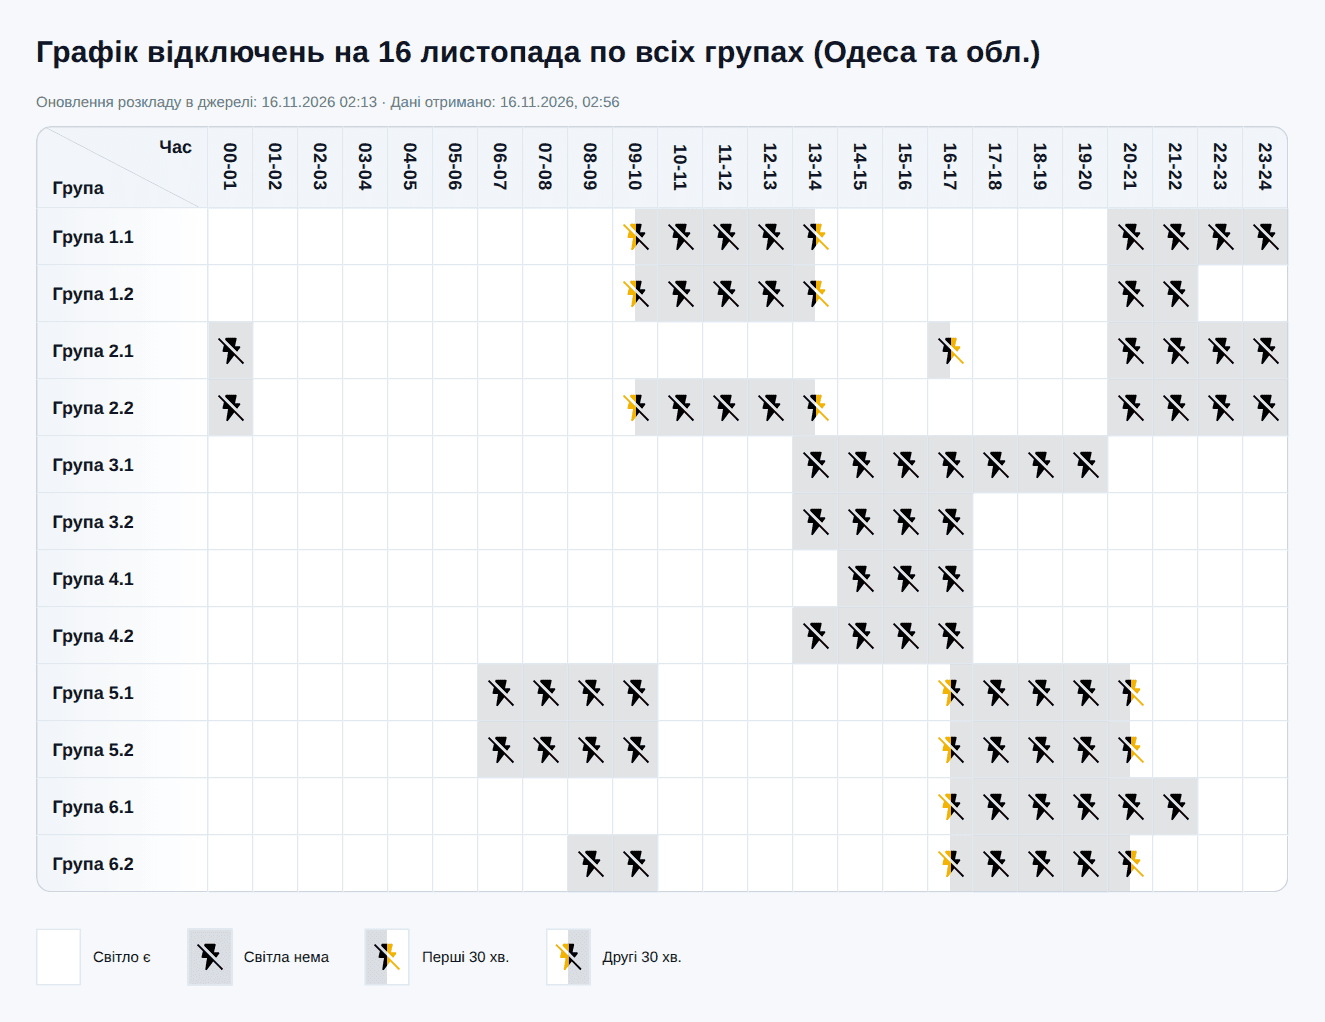 Графік відключень на 16 листопада по всіх групах (Одеса та обл.)
Оновлення розкладу в джерелі: 16.11.2026 02:13 · Дані отримано: 16.11.2026, 02:56
Час
Група
00-01 01-02 02-03 03-04 04-05 05-06 06-07 07-08 08-09 09-10 10-11 11-12 12-13 13-14 14-15 15-16 16-17 17-18 18-19 19-20 20-21 21-22 22-23 23-24
Група 1.1
Група 1.2
Група 2.1
Група 2.2
Група 3.1
Група 3.2
Група 4.1
Група 4.2
Група 5.1
Група 5.2
Група 6.1
Група 6.2
Світло є Світла нема Перші 30 хв. Другі 30 хв.